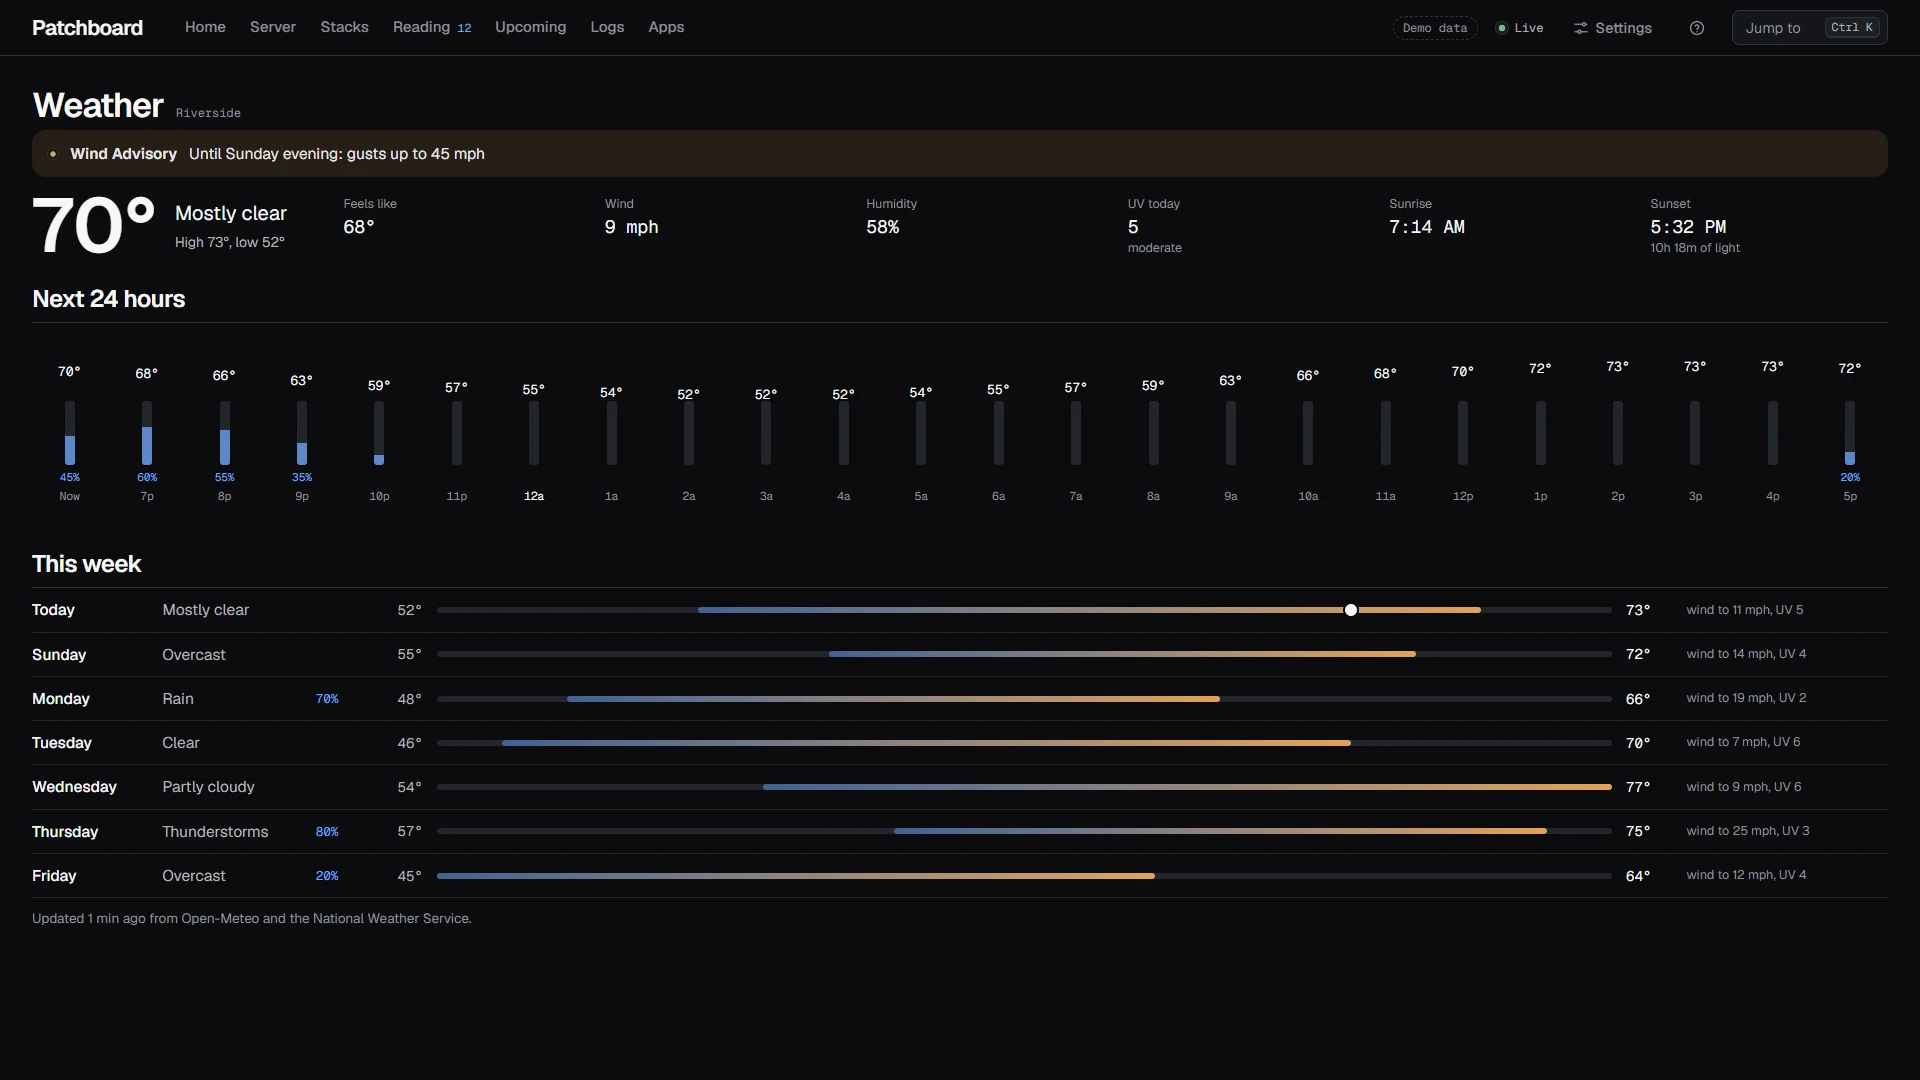 Patchboard Home Server Stacks Reading 12 Upcoming Logs Apps Demo data Live Settings Jump to Ctrl K
Weather Riverside
Wind Advisory Until Sunday evening: gusts up to 45 mph
70° Mostly clear
High 73°, low 52°
Feels like
68°
Wind
9 mph
Humidity
58%
UV today
5
moderate
Sunrise
7:14 AM
Sunset
5:32 PM
10h 18m of light
Next 24 hours
70° 68° 66° 63° 59° 57° 55° 54° 52° 52° 52° 54° 55° 57° 59° 63° 66° 68° 70° 72° 73° 73° 73° 72°
45% 60% 55% 35% 20%
Now 7p 8p 9p 10p 11p 12a 1a 2a 3a 4a 5a 6a 7a 8a 9a 10a 11a 12p 1p 2p 3p 4p 5p
This week
Today Mostly clear 52° 73° wind to 11 mph, UV 5
Sunday Overcast 55° 72° wind to 14 mph, UV 4
Monday Rain 70% 48° 66° wind to 19 mph, UV 2
Tuesday Clear 46° 70° wind to 7 mph, UV 6
Wednesday Partly cloudy 54° 77° wind to 9 mph, UV 6
Thursday Thunderstorms 80% 57° 75° wind to 25 mph, UV 3
Friday Overcast 20% 45° 64° wind to 12 mph, UV 4
Updated 1 min ago from Open-Meteo and the National Weather Service.